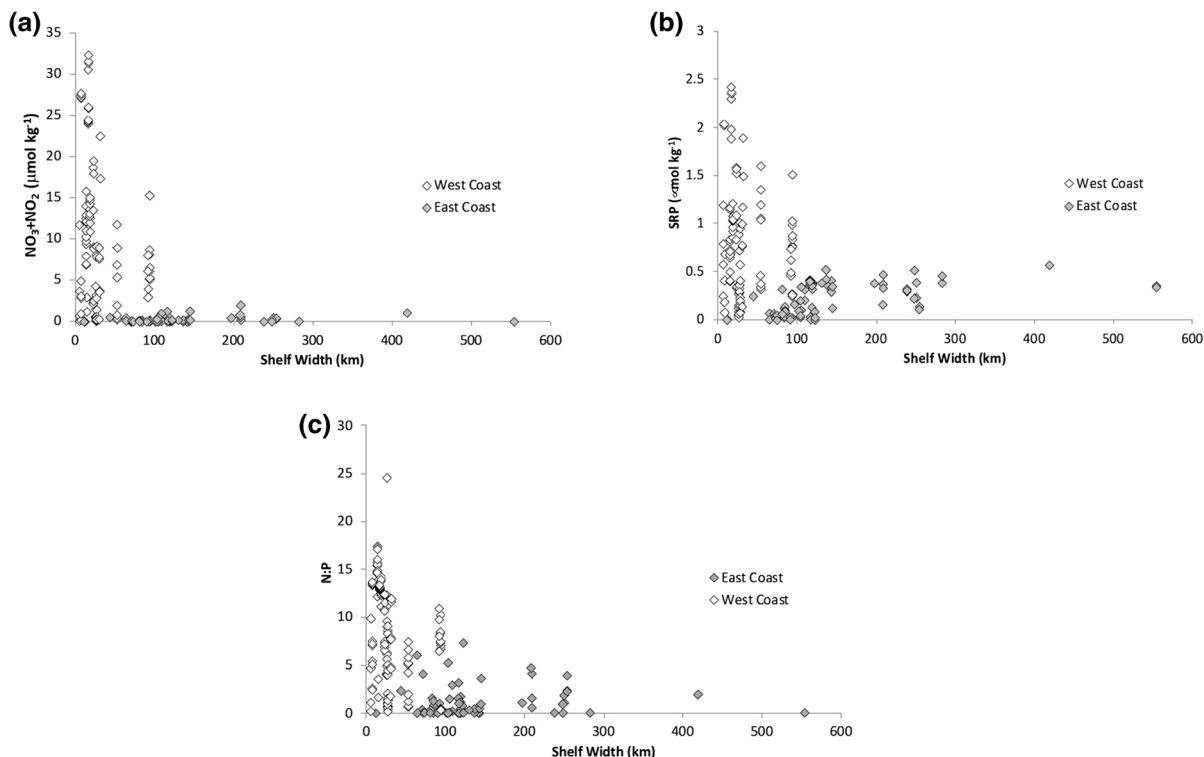 (a)
35
30
25
20
15
10
5
0
NO3+NO2 (μmol kg-1)
0 100 200 300 400 500 600
Shelf Width (km)
West Coast
East Coast
(b)
3
2.5
2
1.5
1
0.5
0
SRP (∝mol kg-1)
0 100 200 300 400 500 600
Shelf Width (km)
West Coast
East Coast
(c)
30
25
20
15
10
5
0
N:P
0 100 200 300 400 500 600
Shelf Width (km)
East Coast
West Coast